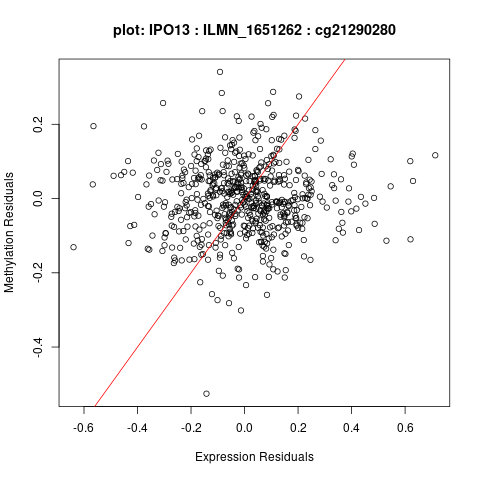 plot: IPO13 : ILMN_1651262 : cg21290280
Methylation Residuals
0.2
0.0
-0.2
-0.4
-0.6 -0.4 -0.2 0.0 0.2 0.4 0.6
Expression Residuals